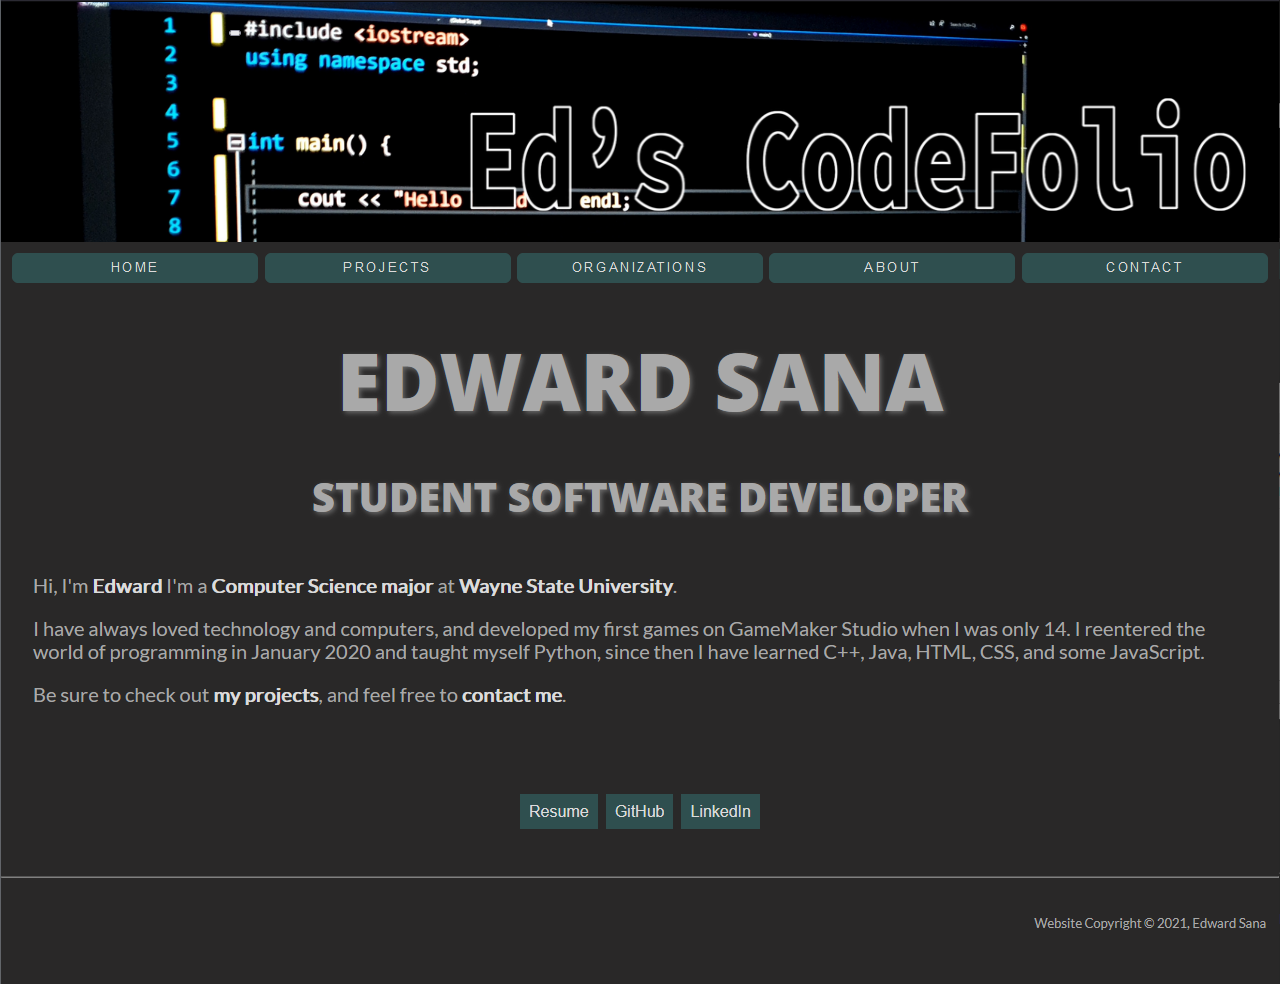 1 #include <iostream>
2 using namespace std;
3
4
5 int main() {
6
7 cout << "Hello d endl;
8
Ed's CodeFolio
HOME PROJECTS ORGANIZATIONS ABOUT CONTACT
EDWARD SANA
STUDENT SOFTWARE DEVELOPER
Hi, I'm Edward I'm a Computer Science major at Wayne State University.
I have always loved technology and computers, and developed my first games on GameMaker Studio when I was only 14. I reentered the
world of programming in January 2020 and taught myself Python, since then I have learned C++, Java, HTML, CSS, and some JavaScript.
Be sure to check out my projects, and feel free to contact me.
Resume GitHub LinkedIn
Website Copyright © 2021, Edward Sana